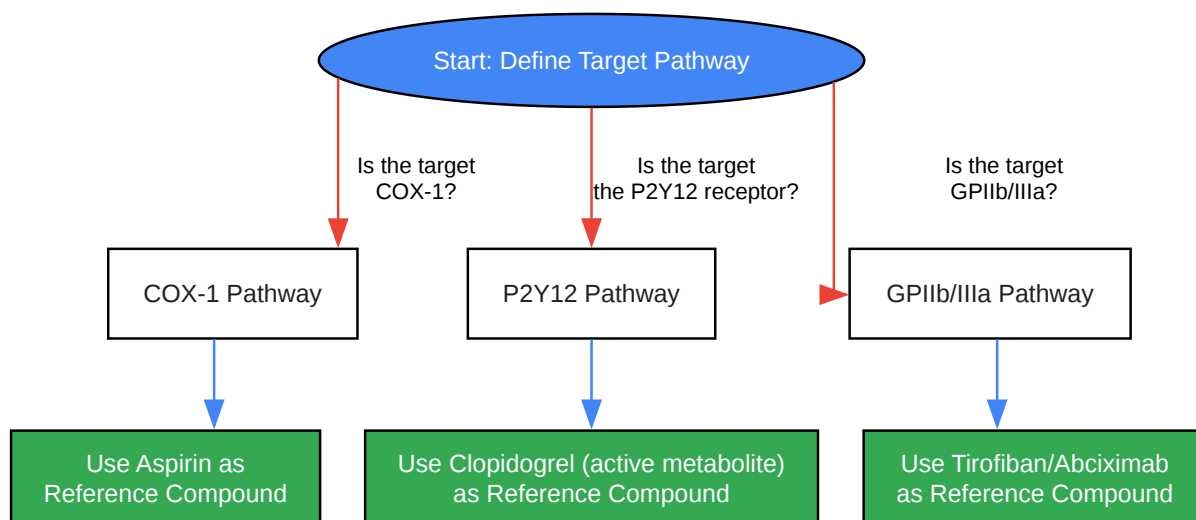 Start: Define Target Pathway
Is the target
COX-1?
Is the target
the P2Y12 receptor?
Is the target
GPIIb/IIIa?
COX-1 Pathway
P2Y12 Pathway
GPIIb/IIIa Pathway
Use Aspirin as
Reference Compound
Use Clopidogrel (active metabolite)
as Reference Compound
Use Tirofiban/Abciximab
as Reference Compound